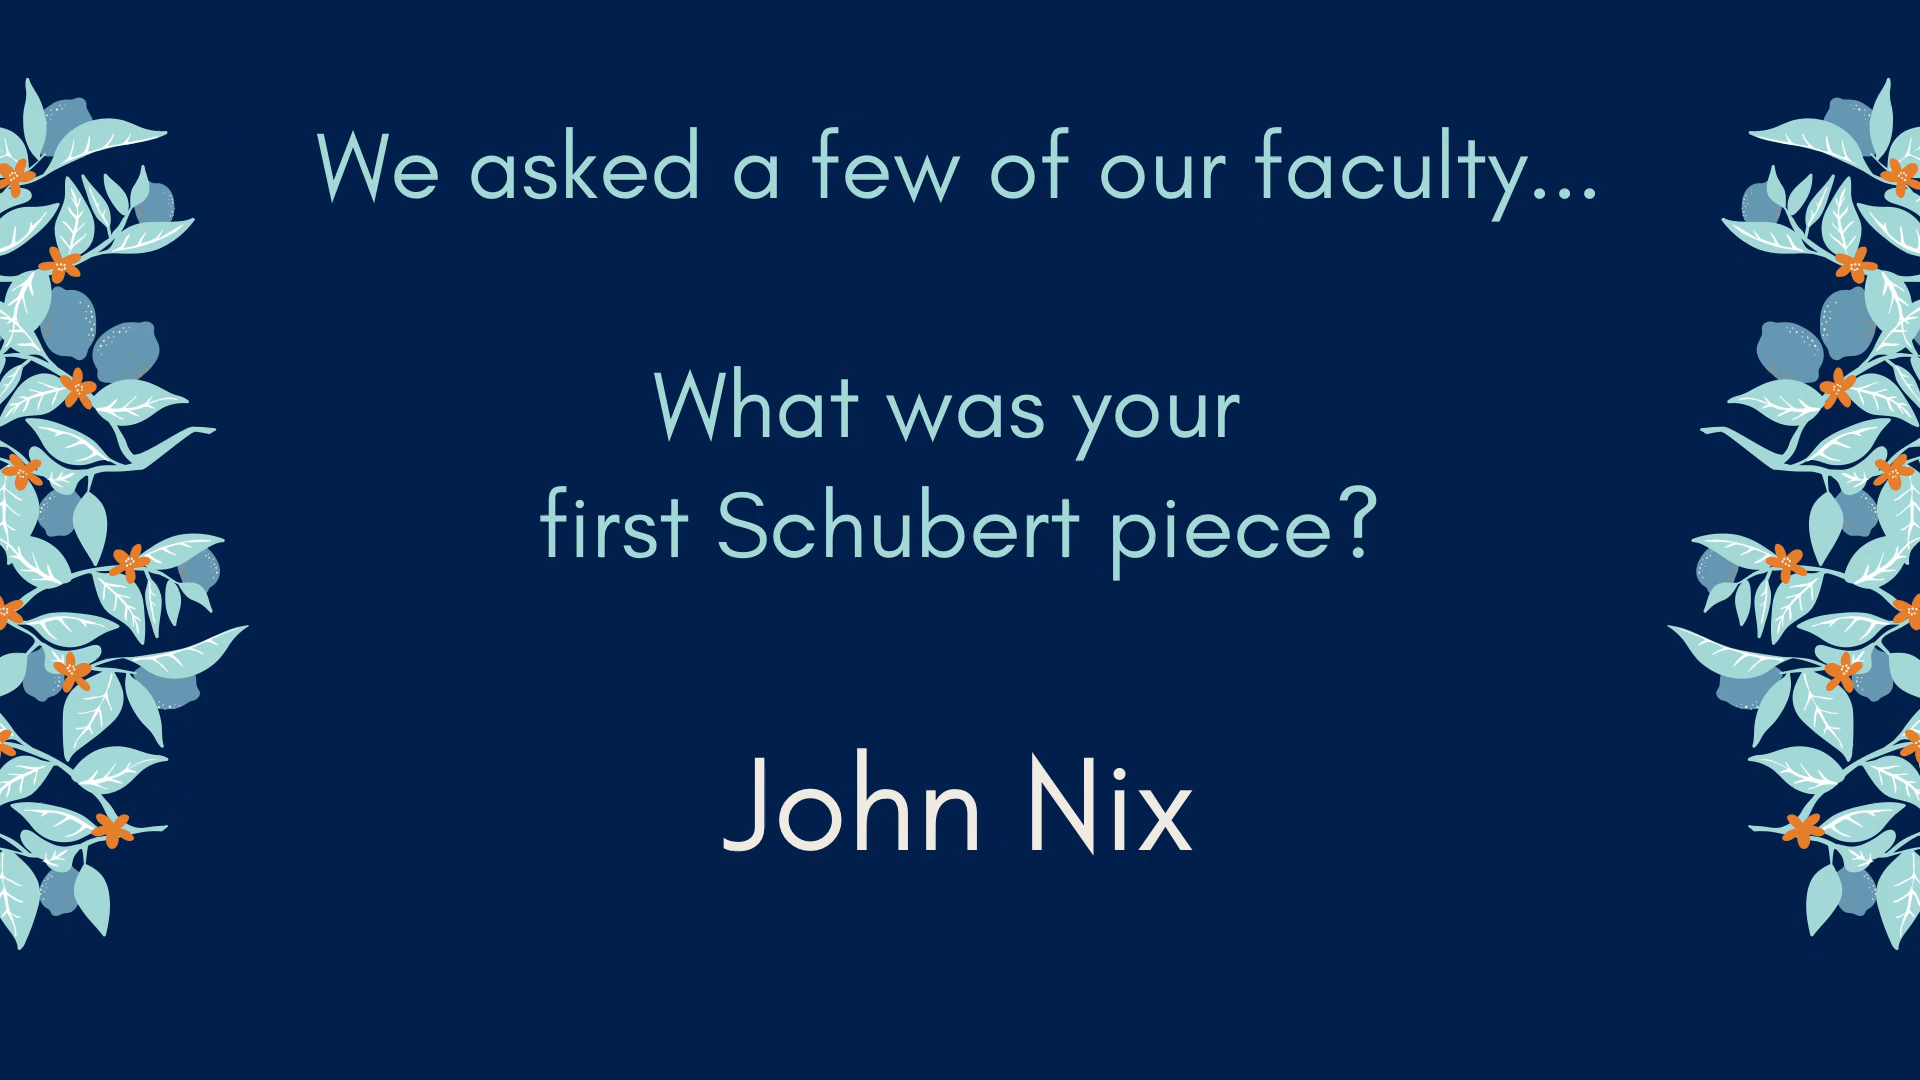 We asked a few of our faculty...
What was your
first Schubert piece?
John Nix